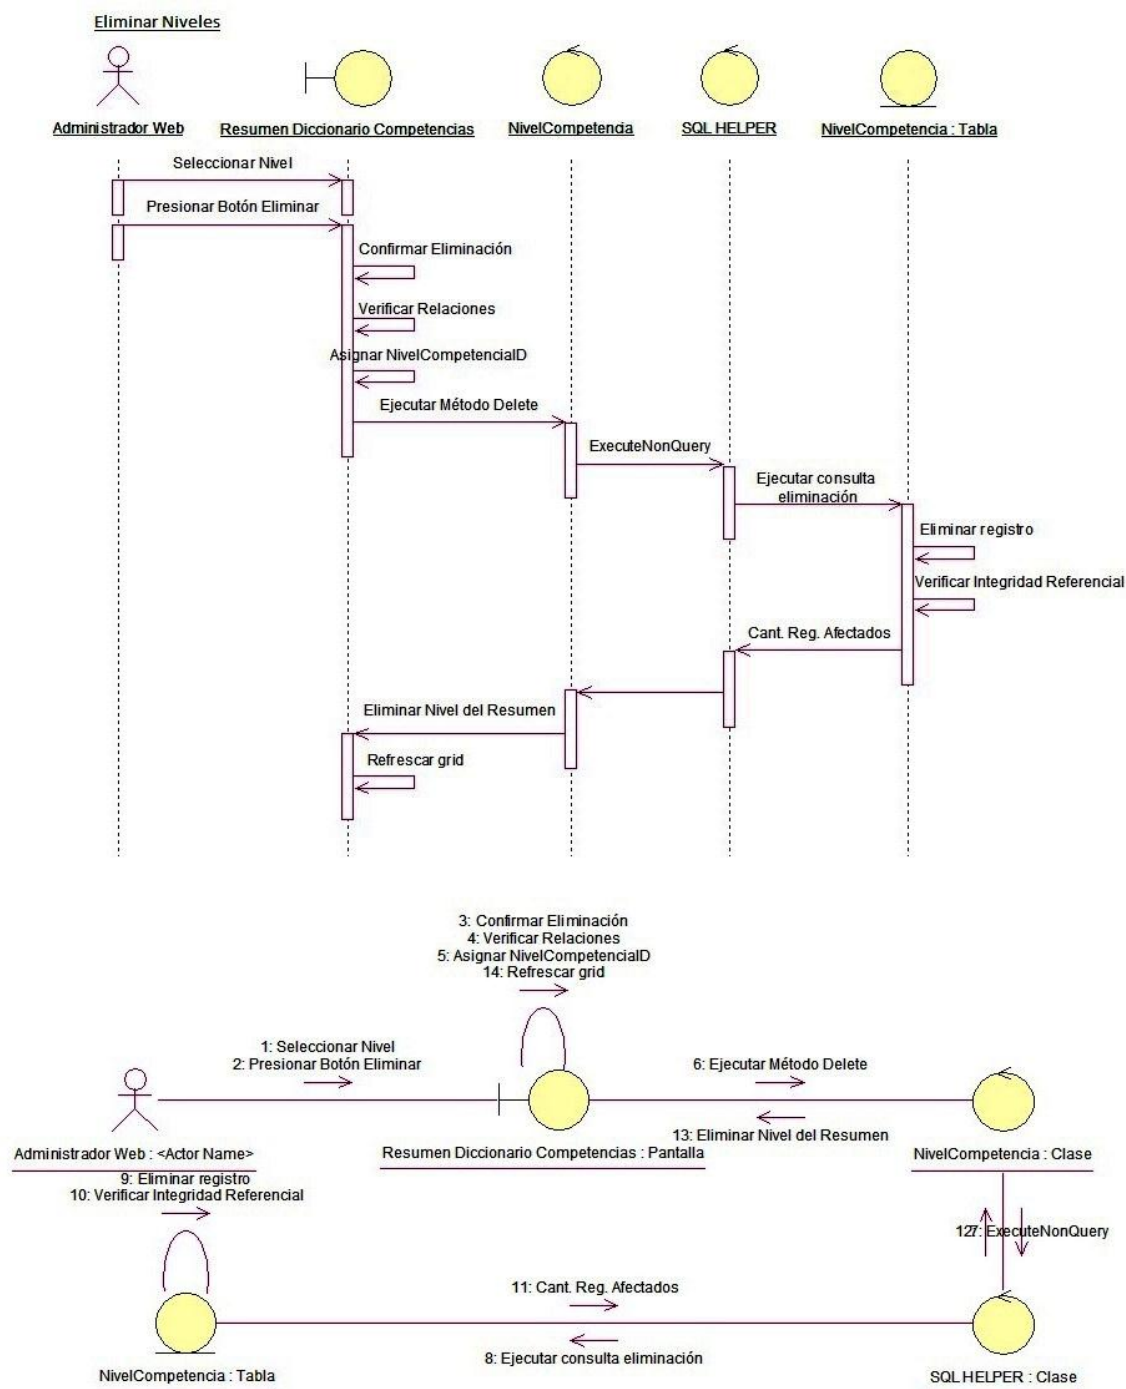 Eliminar Niveles
Administrador Web
Resumen Diccionario Competencias
NivelCompetencia
SQL HELPER
NivelCompetencia : Tabla
Seleccionar Nivel
Presionar Botón Eliminar
Confirmar Eliminación
Verificar Relaciones
Asignar NivelCompetenciaID
Ejecutar Método Delete
ExecuteNonQuery
Ejecutar consulta
eliminación
Eliminar registro
Verificar Integridad Referencial
Cant. Reg. Afectados
Eliminar Nivel del Resumen
Refrescar grid
3: Confirmar Eliminación
4: Verificar Relaciones
5: Asignar NivelCompetenciaID
14: Refrescar grid
1: Seleccionar Nivel
2: Presionar Botón Eliminar
6: Ejecutar Método Delete
13: Eliminar Nivel del Resumen
Administrador Web : <Actor Name>
Resumen Diccionario Competencias : Pantalla
NivelCompetencia : Clase
9: Eliminar registro
10: Verificar Integridad Referencial
12:
7: ExecuteNonQuery
11: Cant. Reg. Afectados
8: Ejecutar consulta eliminación
NivelCompetencia : Tabla
SQL HELPER : Clase